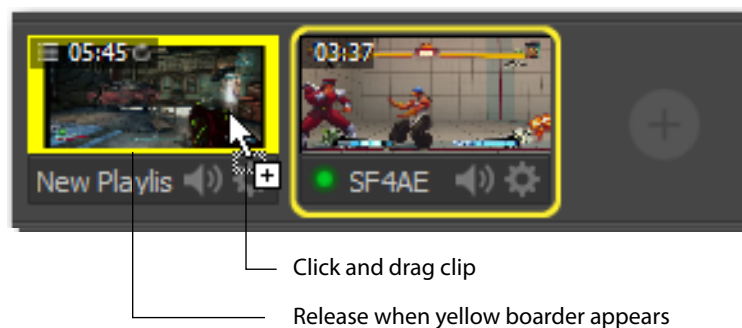 05:45
03:37
New Playlis
SF4AE
Click and drag clip
Release when yellow boarder appears